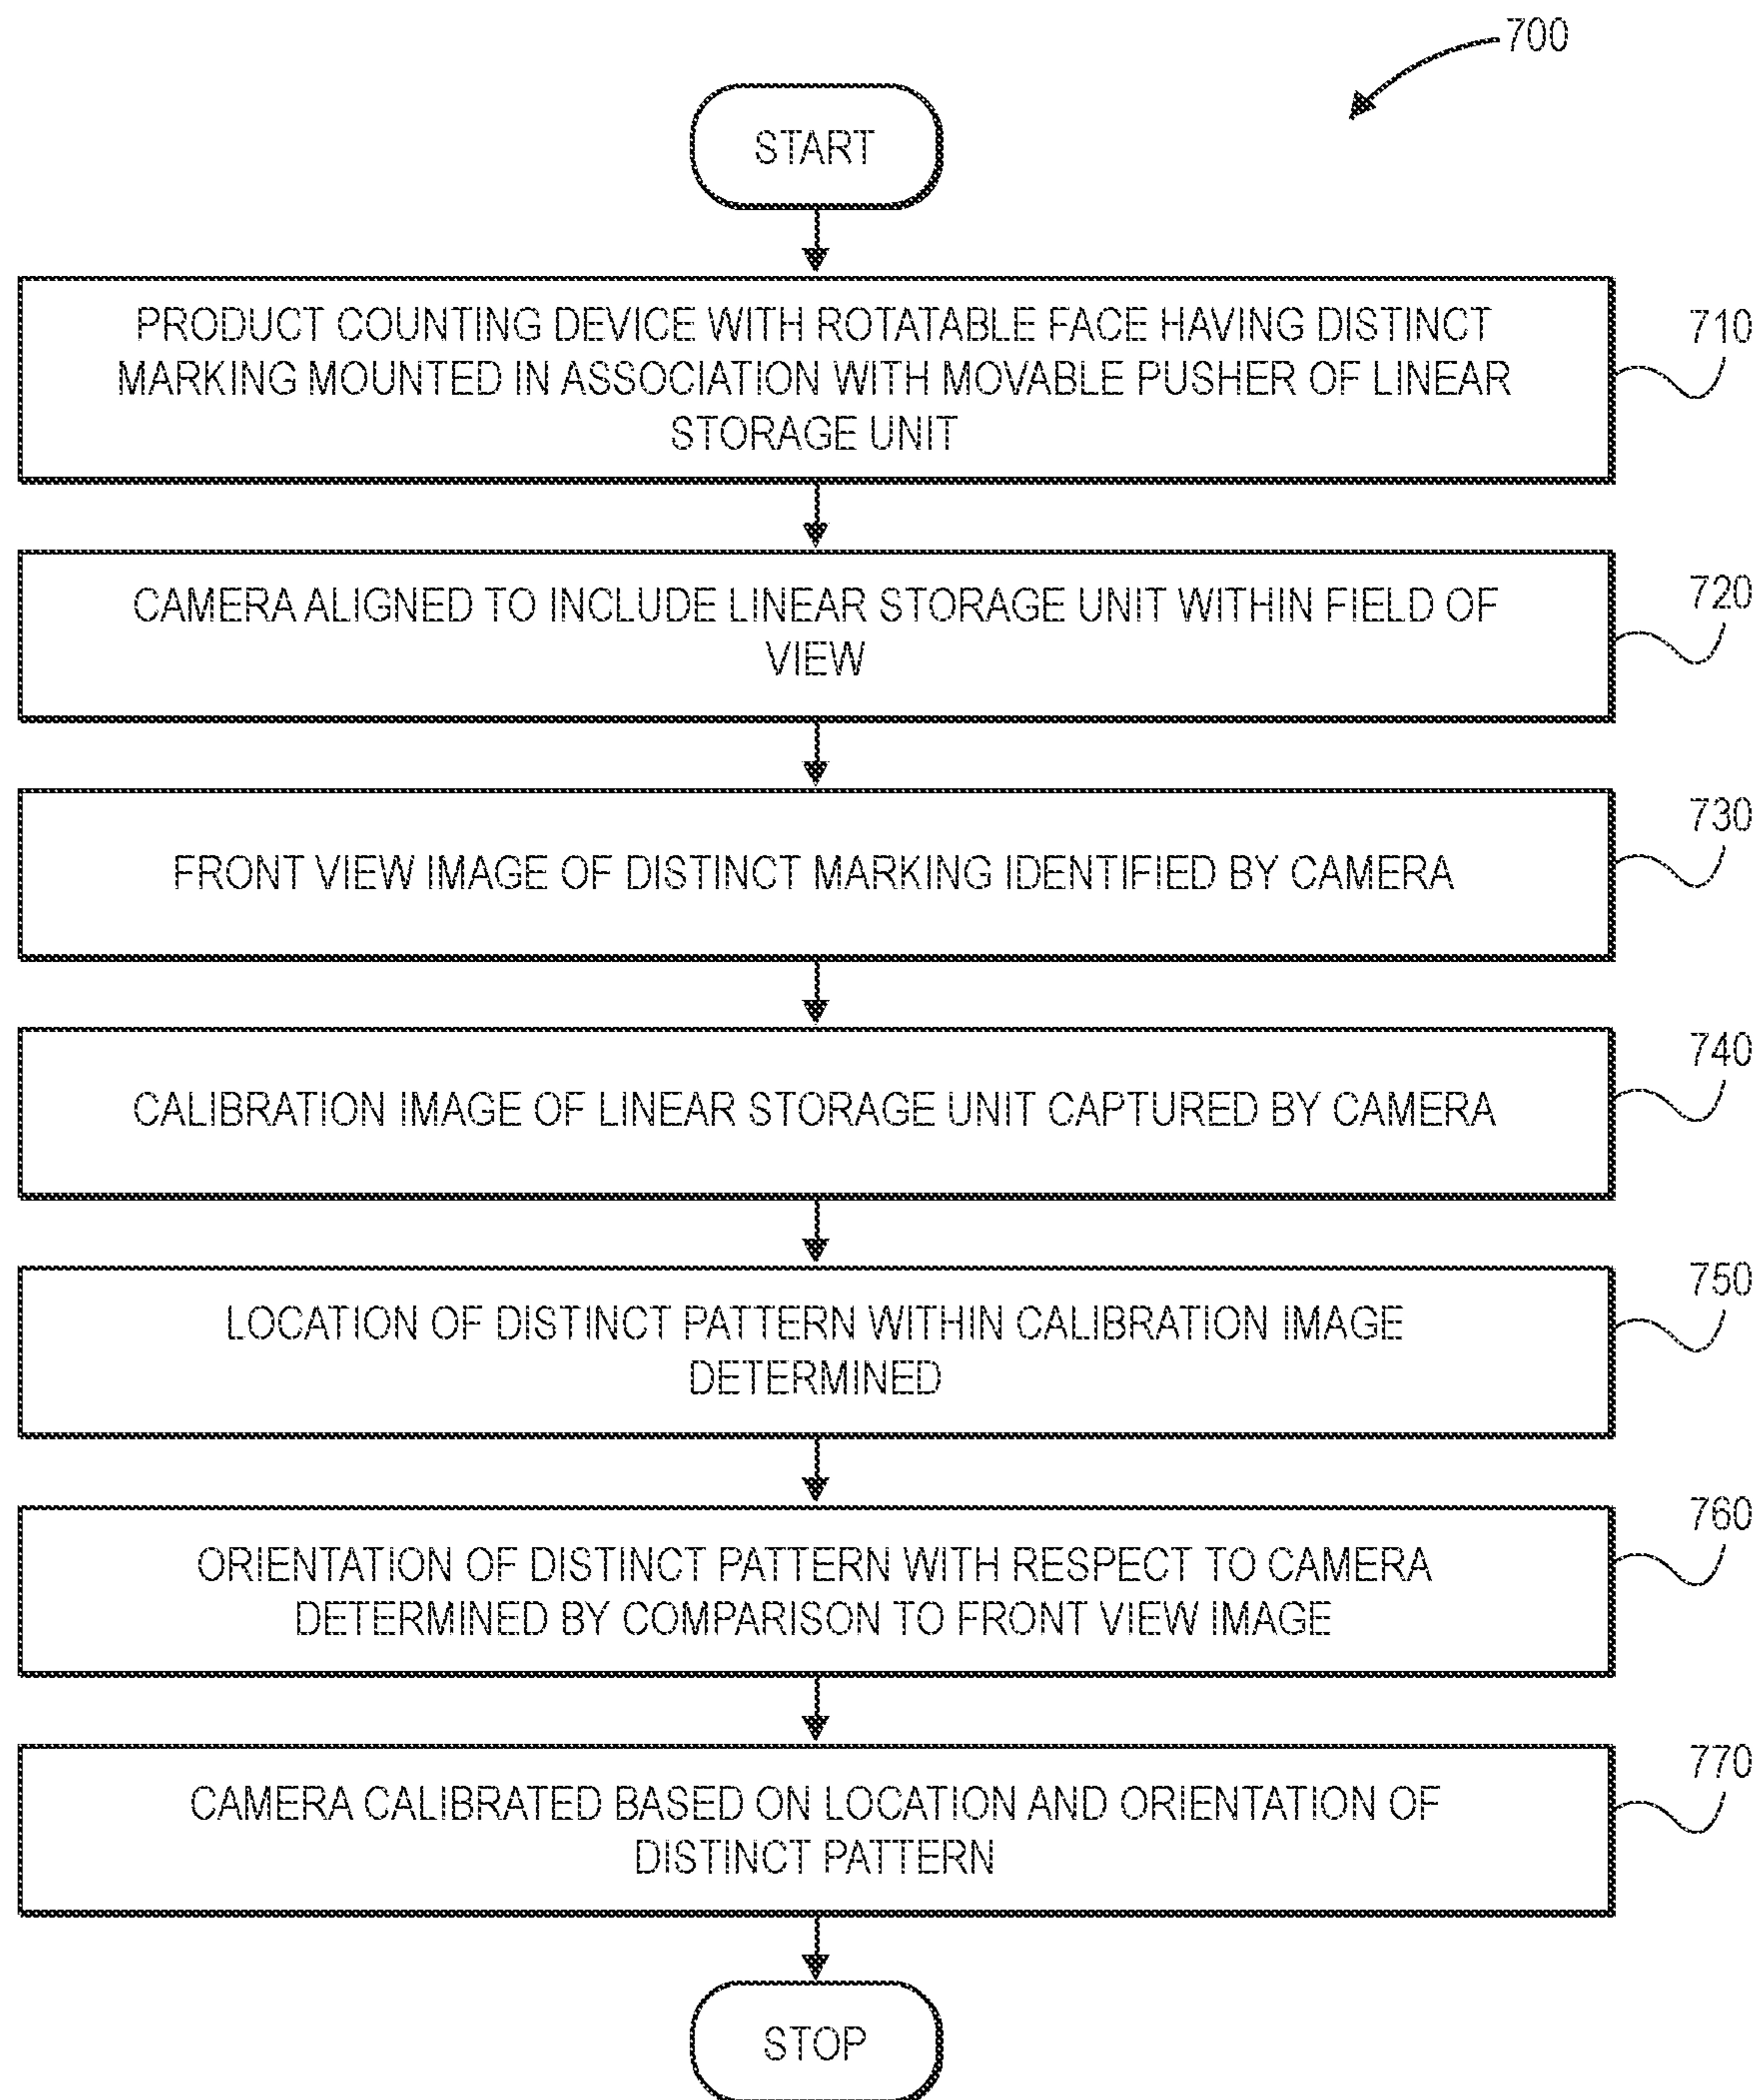 700
START
PRODUCT COUNTING DEVICE WITH ROTATABLE FACE HAVING DISTINCT
MARKING MOUNTED IN ASSOCIATION WITH MOVABLE PUSHER OF LINEAR
STORAGE UNIT
710
CAMERA ALIGNED TO INCLUDE LINEAR STORAGE UNIT WITHIN FIELD OF
VIEW
720
FRONT VIEW IMAGE OF DISTINCT MARKING IDENTIFIED BY CAMERA
730
CALIBRATION IMAGE OF LINEAR STORAGE UNIT CAPTURED BY CAMERA
740
LOCATION OF DISTINCT PATTERN WITHIN CALIBRATION IMAGE
DETERMINED
750
ORIENTATION OF DISTINCT PATTERN WITH RESPECT TO CAMERA
DETERMINED BY COMPARISON TO FRONT VIEW IMAGE
760
CAMERA CALIBRATED BASED ON LOCATION AND ORIENTATION OF
DISTINCT PATTERN
770
STOP